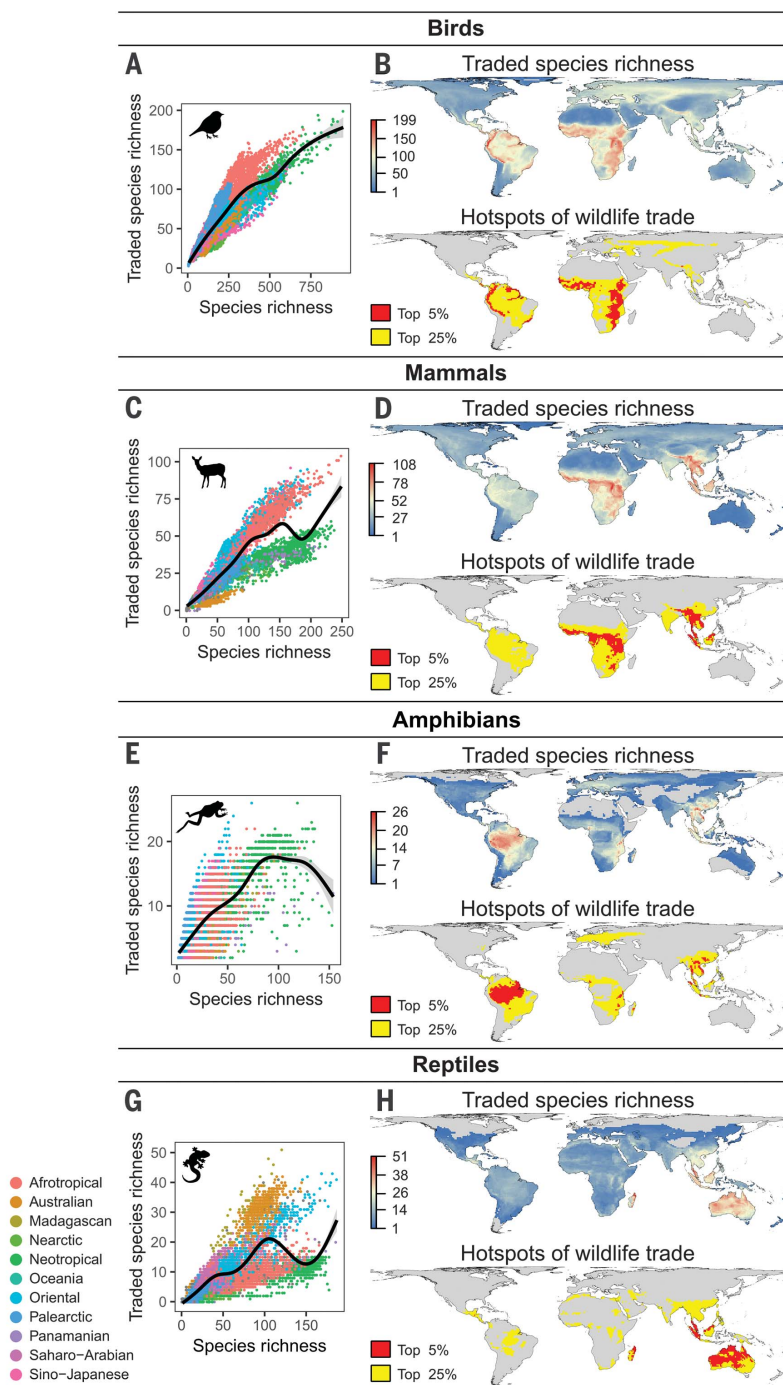 Birds
A
Traded species richness
200
150
100
50
0
0 250 500 750
Species richness
B
Traded species richness
199
150
100
50
1
Hotspots of wildlife trade
Top 5%
Top 25%
Mammals
C
Traded species richness
100
75
50
25
0
0 50 100 150 200 250
Species richness
D
Traded species richness
108
78
52
27
1
Hotspots of wildlife trade
Top 5%
Top 25%
Amphibians
E
Traded species richness
20
10
0 50 100 150
Species richness
F
Traded species richness
26
20
14
7
1
Hotspots of wildlife trade
Top 5%
Top 25%
Reptiles
G
Traded species richness
50
40
30
20
10
0
0 50 100 150
Species richness
H
Traded species richness
51
38
26
14
1
Hotspots of wildlife trade
Top 5%
Top 25%
Afrotropical
Australian
Madagascan
Nearctic
Neotropical
Oceania
Oriental
Palearctic
Panamanian
Saharo−Arabian
Sino−Japanese